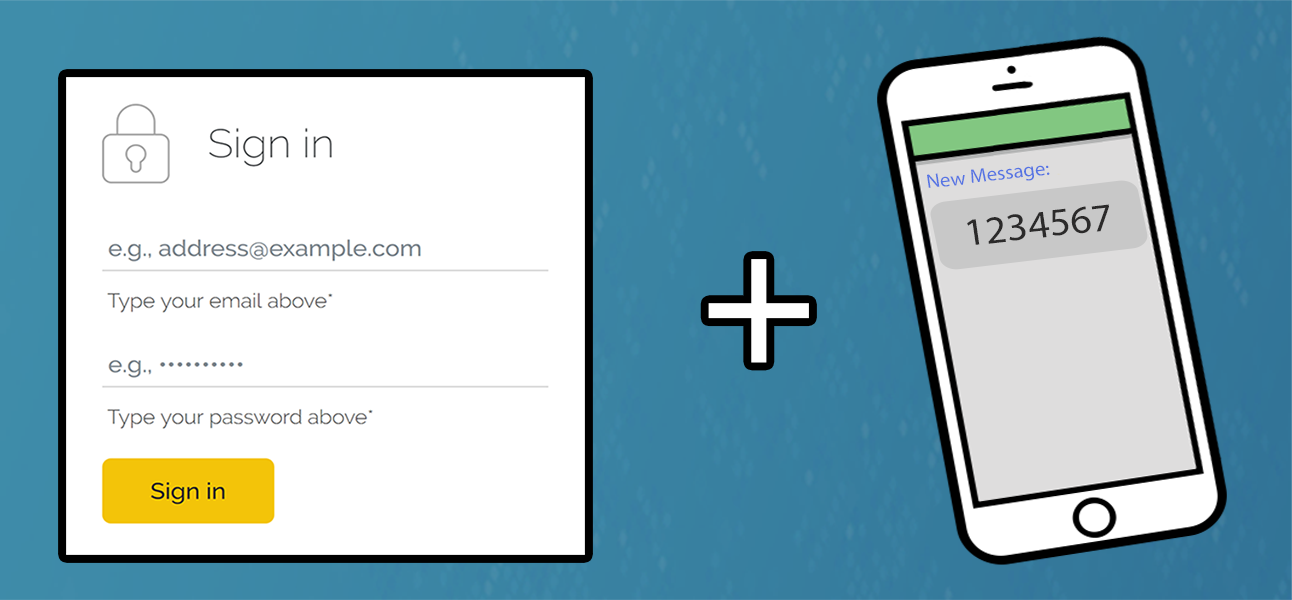 Sign in
e.g., address@example.com
Type your email above*
e.g., ••••••••••
Type your password above*
Sign in
New Message:
1234567